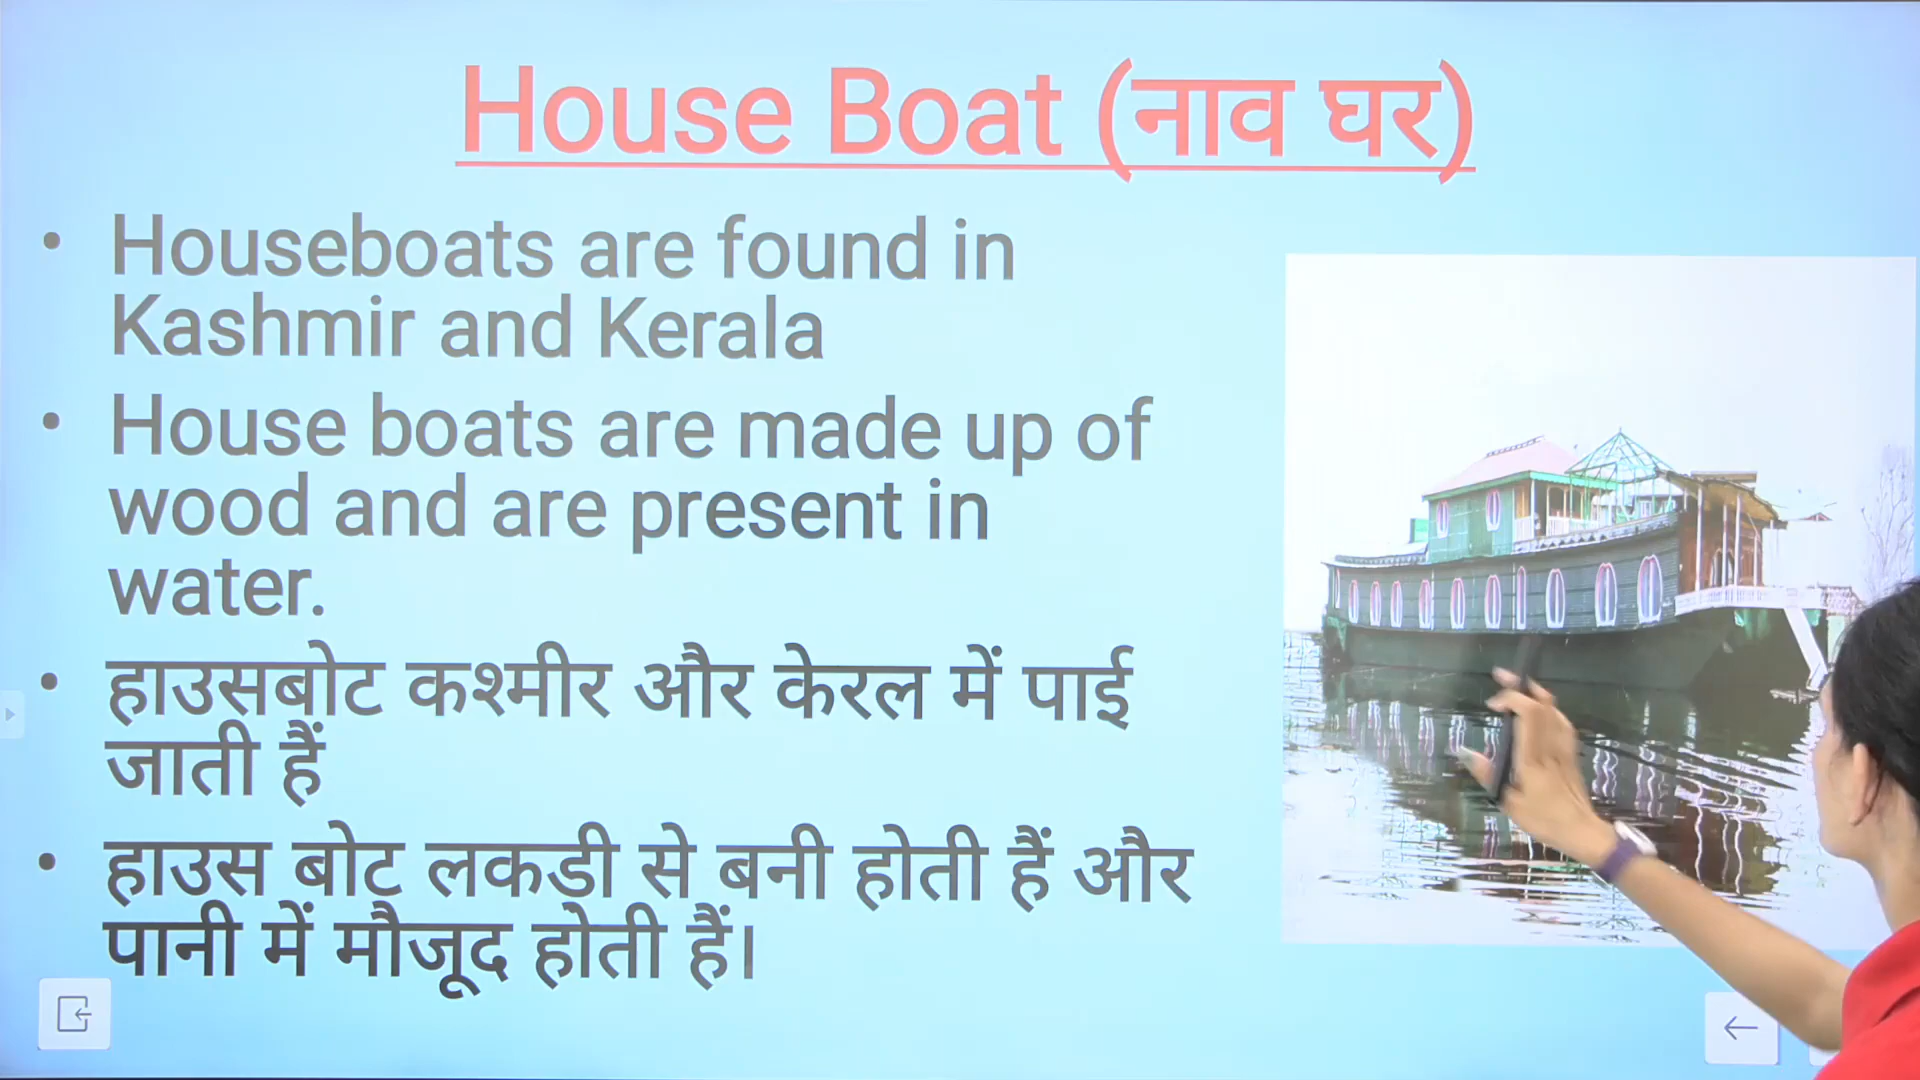 House Boat (नाव घर)
• Houseboats are found in
Kashmir and Kerala
• House boats are made up of
wood and are present in
water.
• हाउसबोट कश्मीर और केरल में पाई
जाती हैं
• हाउस बोट लकडी से बनी होती हैं और
पानी में मौजूद होती हैं।